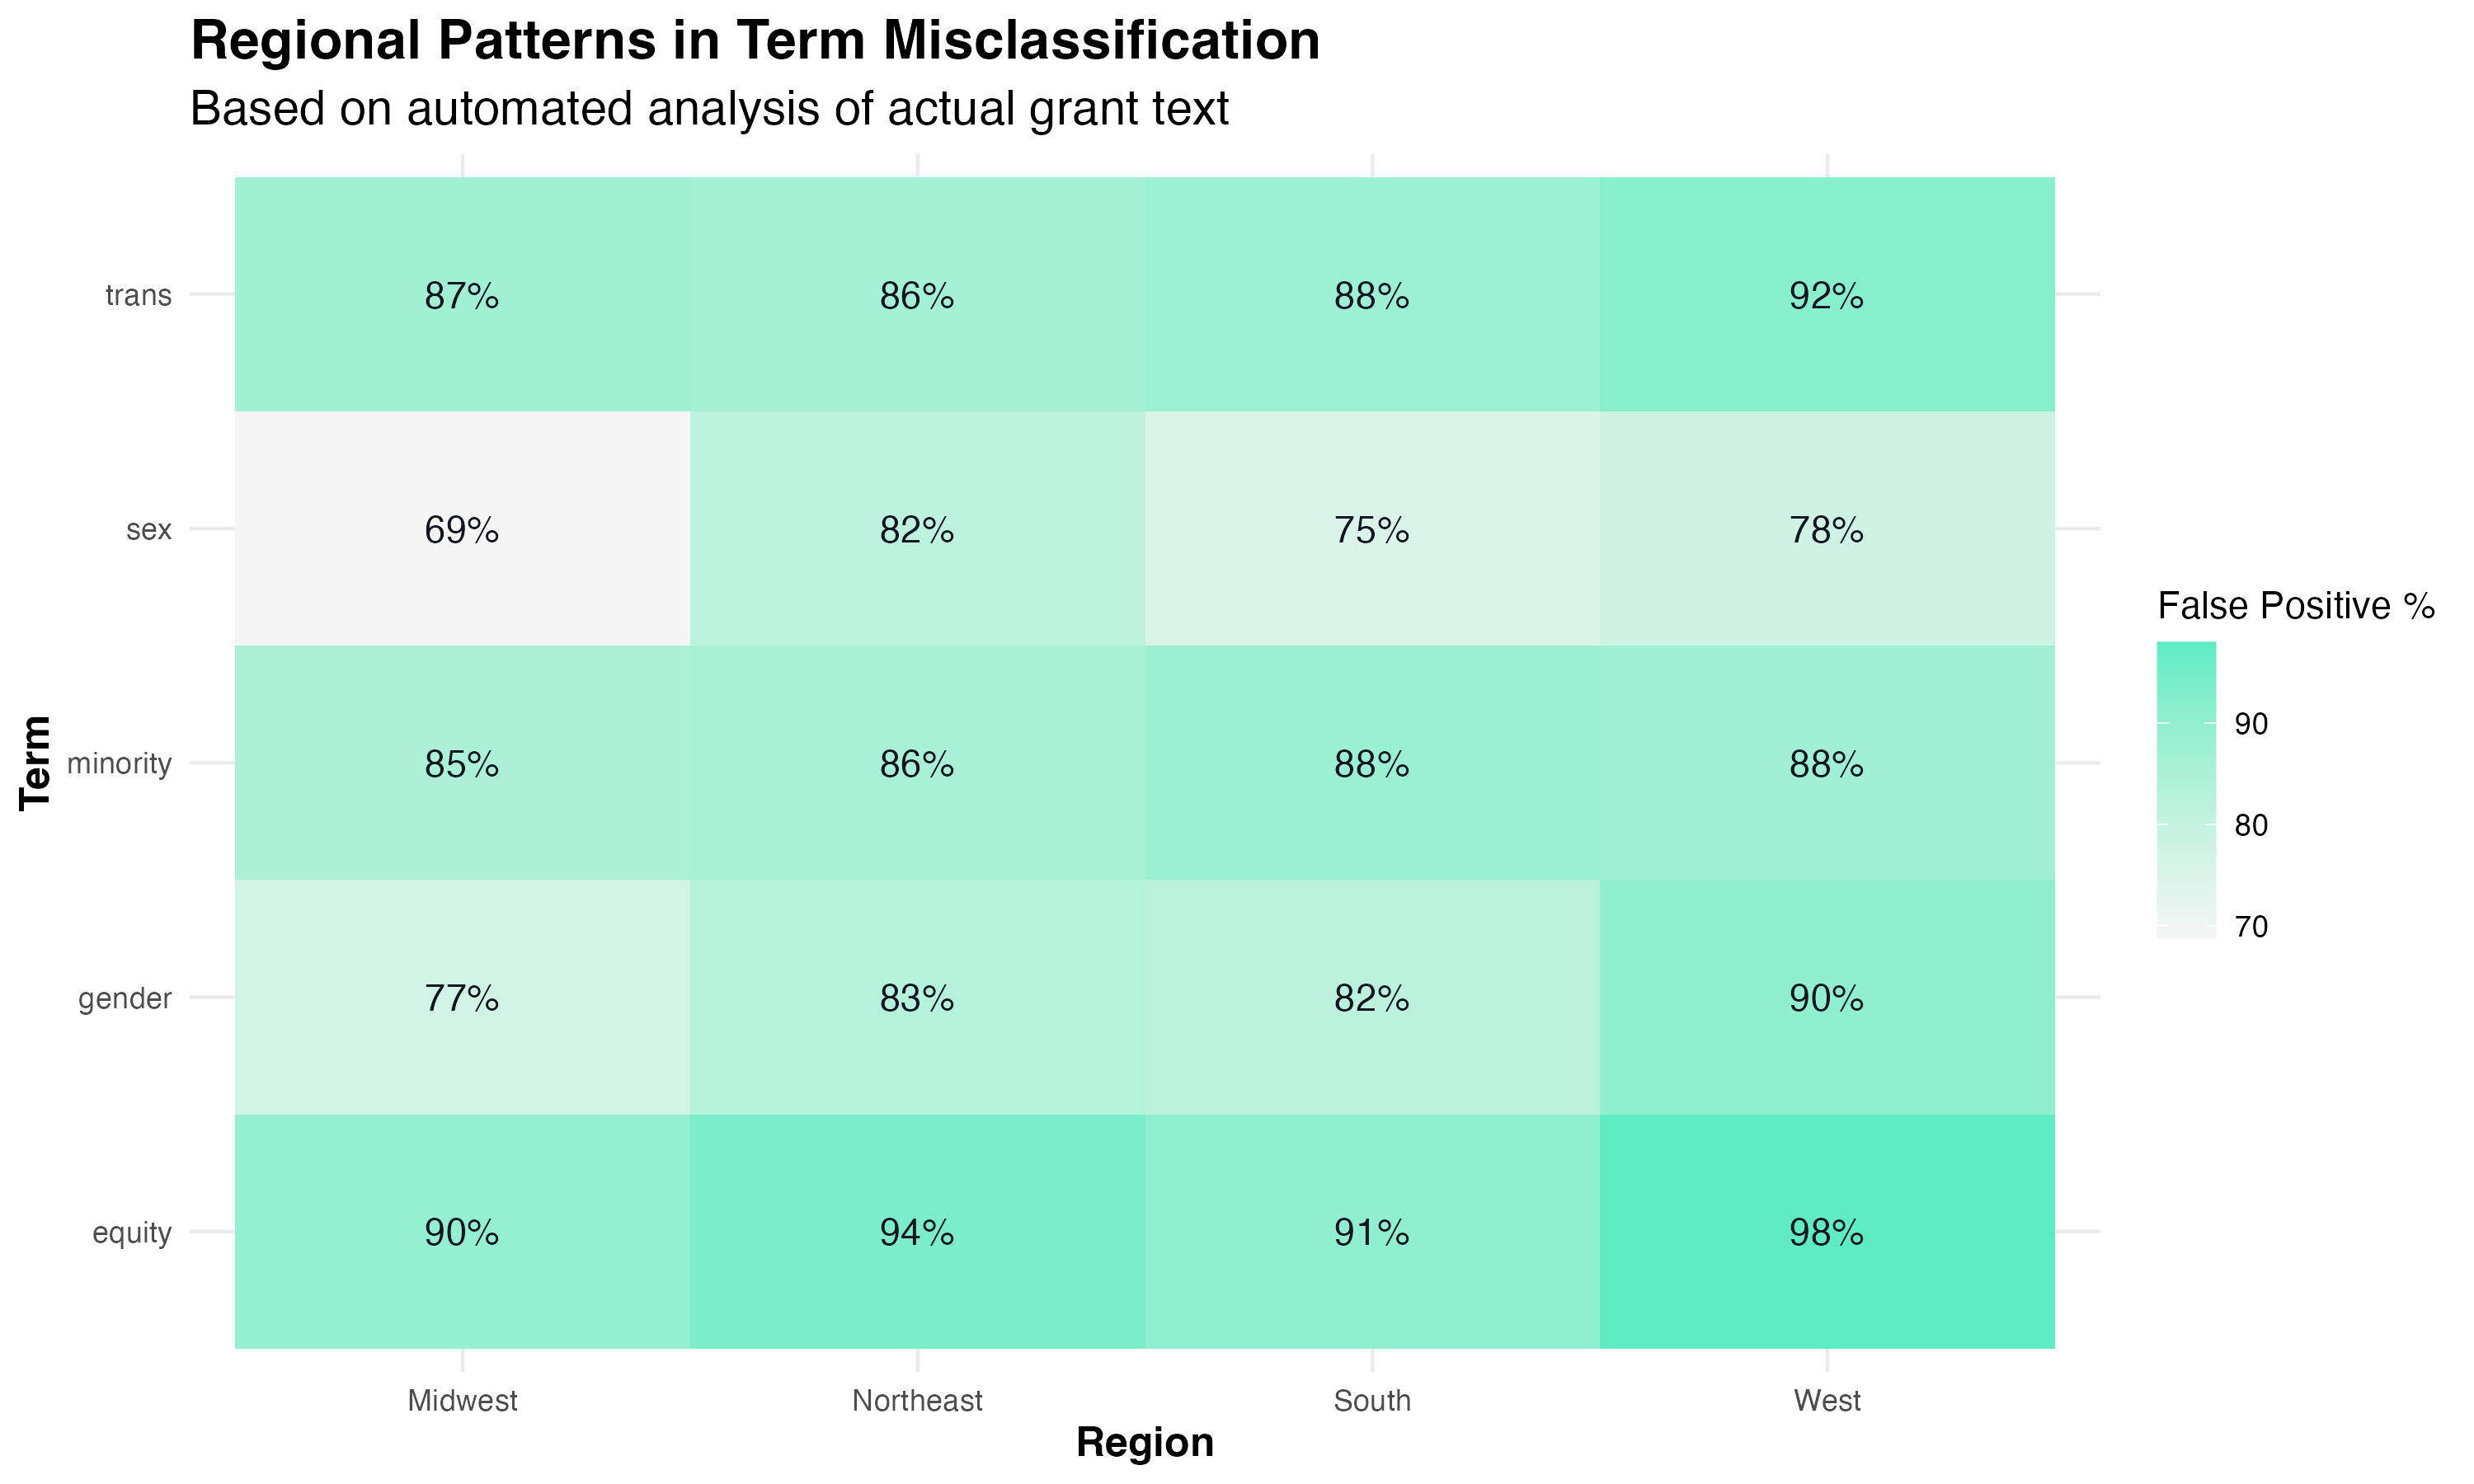 Regional Patterns in Term Misclassification
Based on automated analysis of actual grant text
Term
trans
87%
86%
88%
92%
sex
69%
82%
75%
78%
minority
85%
86%
88%
88%
gender
77%
83%
82%
90%
equity
90%
94%
91%
98%
Midwest
Northeast
South
West
Region
False Positive %
90
80
70